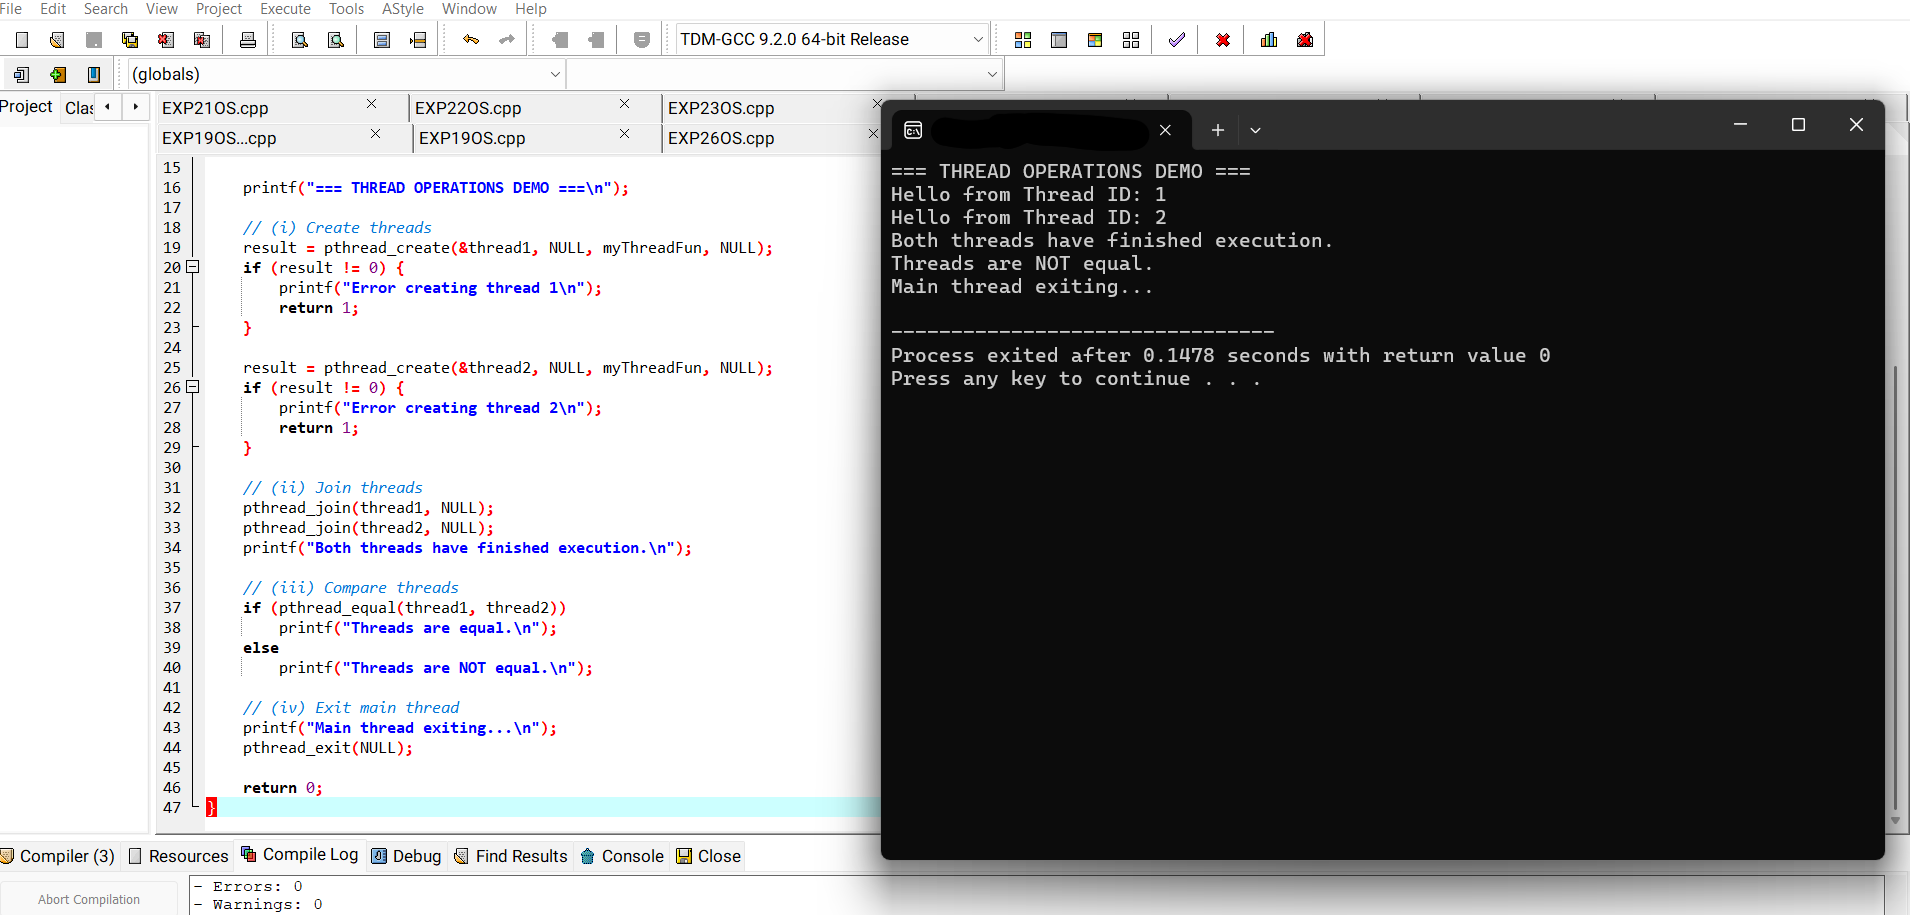 File Edit Search View Project Execute Tools AStyle Window Help
TDM-GCC 9.2.0 64-bit Release
(globals)
Project Clas
EXP21OS.cpp EXP22OS.cpp EXP23OS.cpp
EXP19OS...cpp EXP19OS.cpp EXP26OS.cpp
15
16 printf("=== THREAD OPERATIONS DEMO ===\n");
17
18 // (i) Create threads
19 result = pthread_create(&thread1, NULL, myThreadFun, NULL);
20 if (result != 0) {
21 printf("Error creating thread 1\n");
22 return 1;
23 }
24
25 result = pthread_create(&thread2, NULL, myThreadFun, NULL);
26 if (result != 0) {
27 printf("Error creating thread 2\n");
28 return 1;
29 }
30
31 // (ii) Join threads
32 pthread_join(thread1, NULL);
33 pthread_join(thread2, NULL);
34 printf("Both threads have finished execution.\n");
35
36 // (iii) Compare threads
37 if (pthread_equal(thread1, thread2))
38 printf("Threads are equal.\n");
39 else
40 printf("Threads are NOT equal.\n");
41
42 // (iv) Exit main thread
43 printf("Main thread exiting...\n");
44 pthread_exit(NULL);
45
46 return 0;
47 }
=== THREAD OPERATIONS DEMO ===
Hello from Thread ID: 1
Hello from Thread ID: 2
Both threads have finished execution.
Threads are NOT equal.
Main thread exiting...
--------------------------------
Process exited after 0.1478 seconds with return value 0
Press any key to continue . . .
Compiler (3) Resources Compile Log Debug Find Results Console Close
Abort Compilation
- Errors: 0
- Warnings: 0